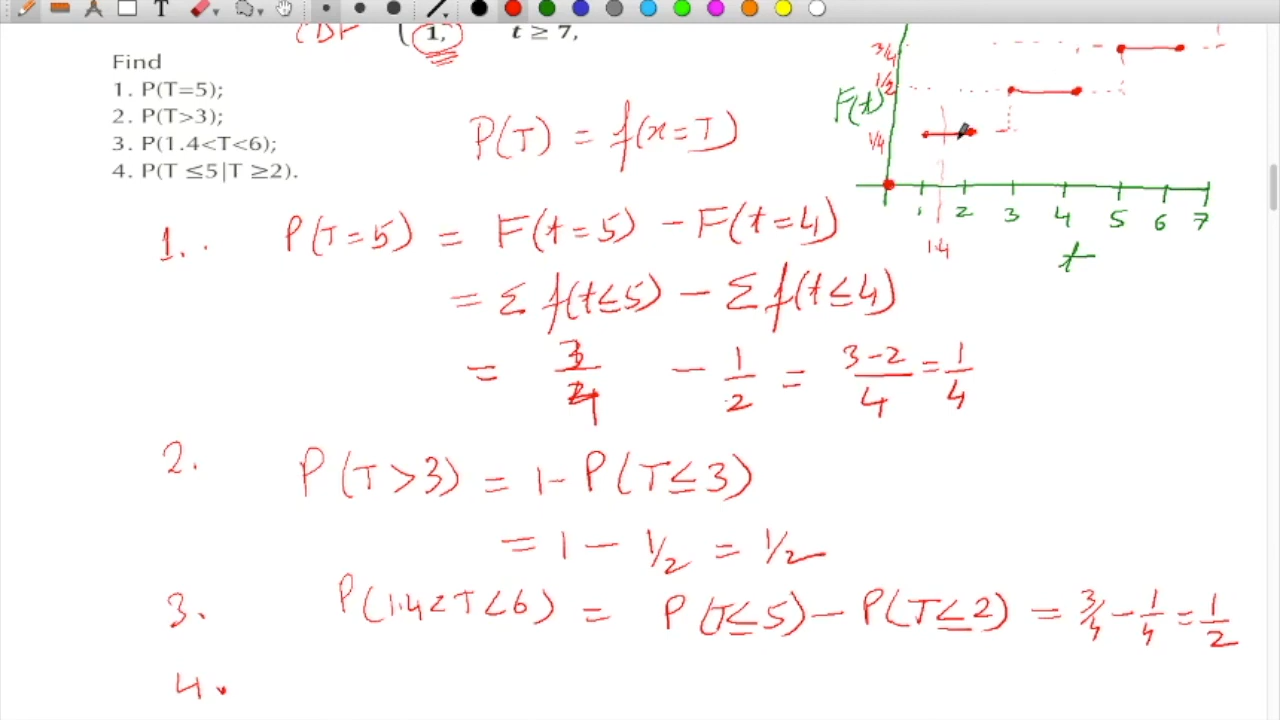 T
CDF { 1, t ≥ 7,
Find
1. P(T=5);
2. P(T>3);
3. P(1.4<T<6);
4. P(T ≤5|T ≥2).
P(T) = f(x=T)
3/4
1/2
F(t)
1/4
1 2 3 4 5 6 7
1.4
t
1. P(T=5) = F(t=5) - F(t=4)
= Σ f(t≤5) - Σ f(t≤4)
= 3/4 - 1/2 = 3-2/4 = 1/4
2. P(T>3) = 1- P(T≤3)
= 1 - 1/2 = 1/2
3. P(1.4<T<6) = P(T≤5) - P(T≤2) = 3/4 - 1/4 = 1/2
4.